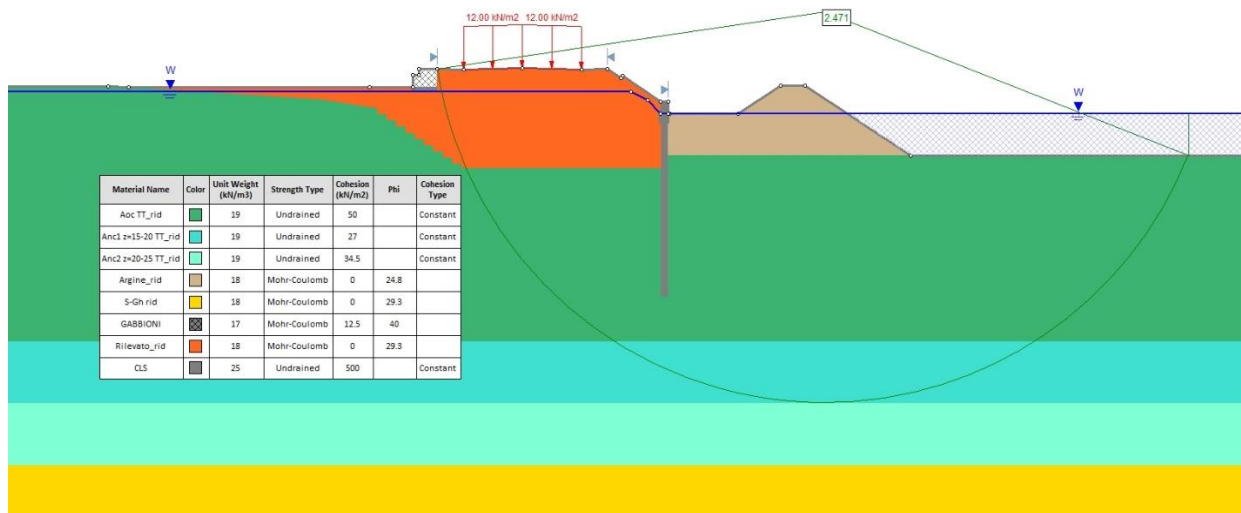 12.00 kN/m2 12.00 kN/m2
2.471
W
W
Material Name Color Unit Weight (kN/m3) Strength Type Cohesion (kN/m2) Phi Cohesion Type
Aoc TT_rid 19 Undrained 50 Constant
Anc1 z=15-20 TT_rid 19 Undrained 27 Constant
Anc2 z=20-25 TT_rid 19 Undrained 34.5 Constant
Argine_rid 18 Mohr-Coulomb 0 24.8
S-Gh rid 18 Mohr-Coulomb 0 29.3
GABBIONI 17 Mohr-Coulomb 12.5 40
Rilevato_rid 18 Mohr-Coulomb 0 29.3
CLS 25 Undrained 500 Constant